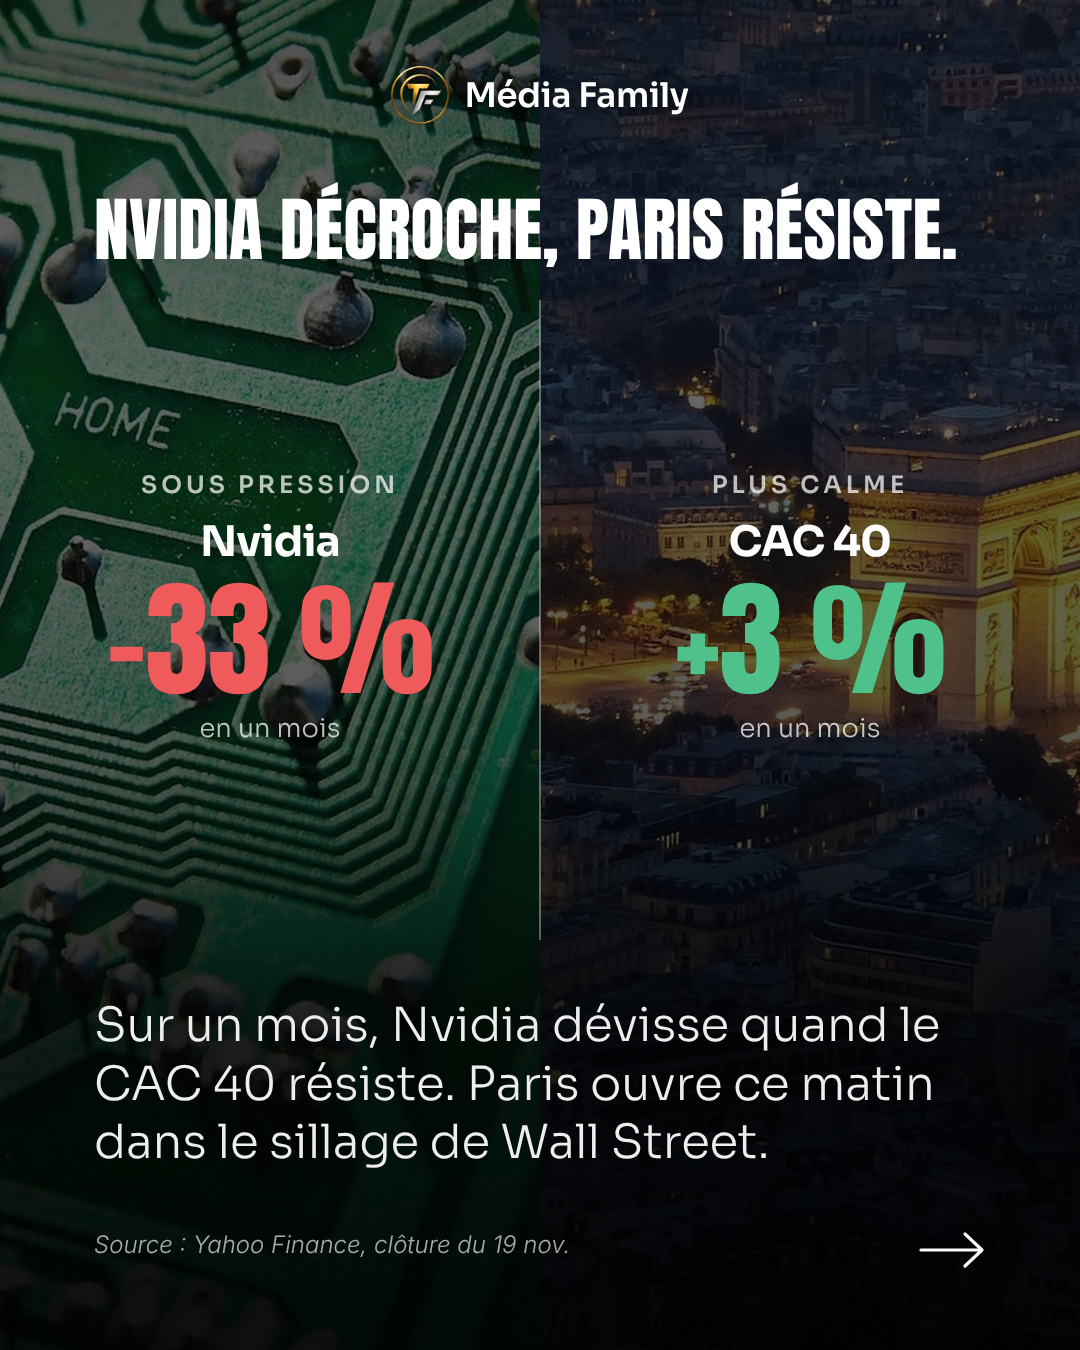 TF Média Family
NVIDIA DÉCROCHE, PARIS RÉSISTE.
HOME
SOUS PRESSION
Nvidia
-33 %
en un mois
PLUS CALME
CAC 40
+3 %
en un mois
Sur un mois, Nvidia dévisse quand le
CAC 40 résiste. Paris ouvre ce matin
dans le sillage de Wall Street.
Source : Yahoo Finance, clôture du 19 nov.